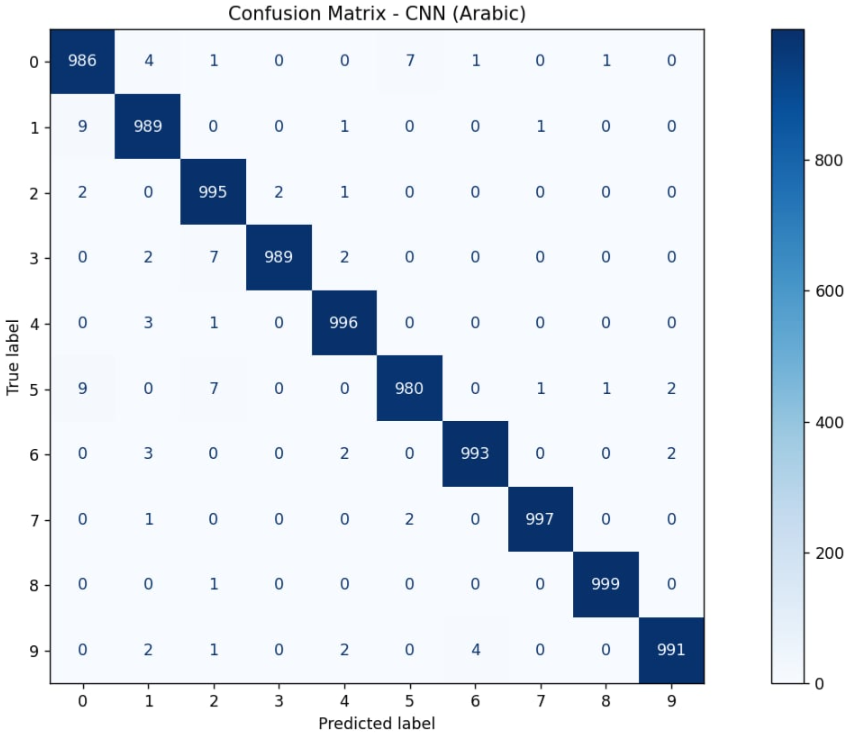 Confusion Matrix - CNN (Arabic)
0 986 4 1 0 0 7 1 0 1 0
1 9 989 0 0 1 0 0 1 0 0
2 2 0 995 2 1 0 0 0 0 0
3 0 2 7 989 2 0 0 0 0 0
4 0 3 1 0 996 0 0 0 0 0
5 9 0 7 0 0 980 0 1 1 2
6 0 3 0 0 2 0 993 0 0 2
7 0 1 0 0 0 2 0 997 0 0
8 0 0 1 0 0 0 0 0 999 0
9 0 2 1 0 2 0 4 0 0 991
0 1 2 3 4 5 6 7 8 9
Predicted label
True label
800
600
400
200
0